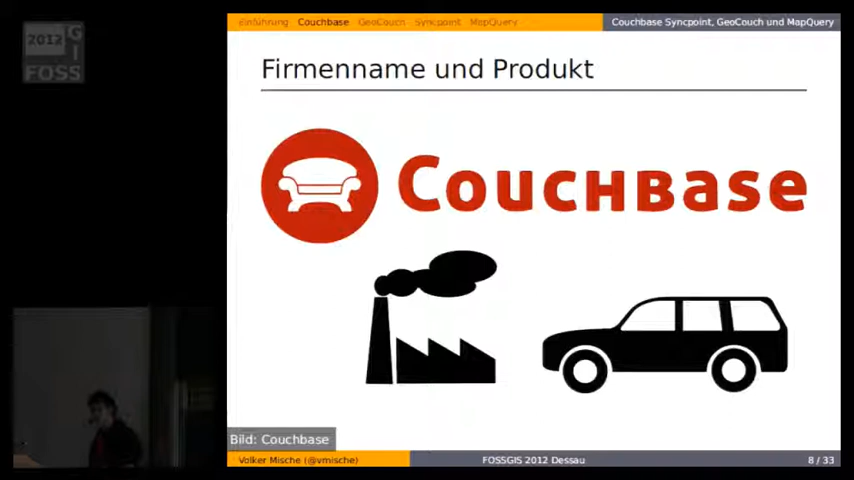 2012
GI
FOSS
Einführung Couchbase GeoCouch Syncpoint MapQuery
Couchbase Syncpoint, GeoCouch und MapQuery
Firmenname und Produkt
Couchbase
Bild: Couchbase
Volker Mische (@vmische)
FOSSGIS 2012 Dessau
8 / 33